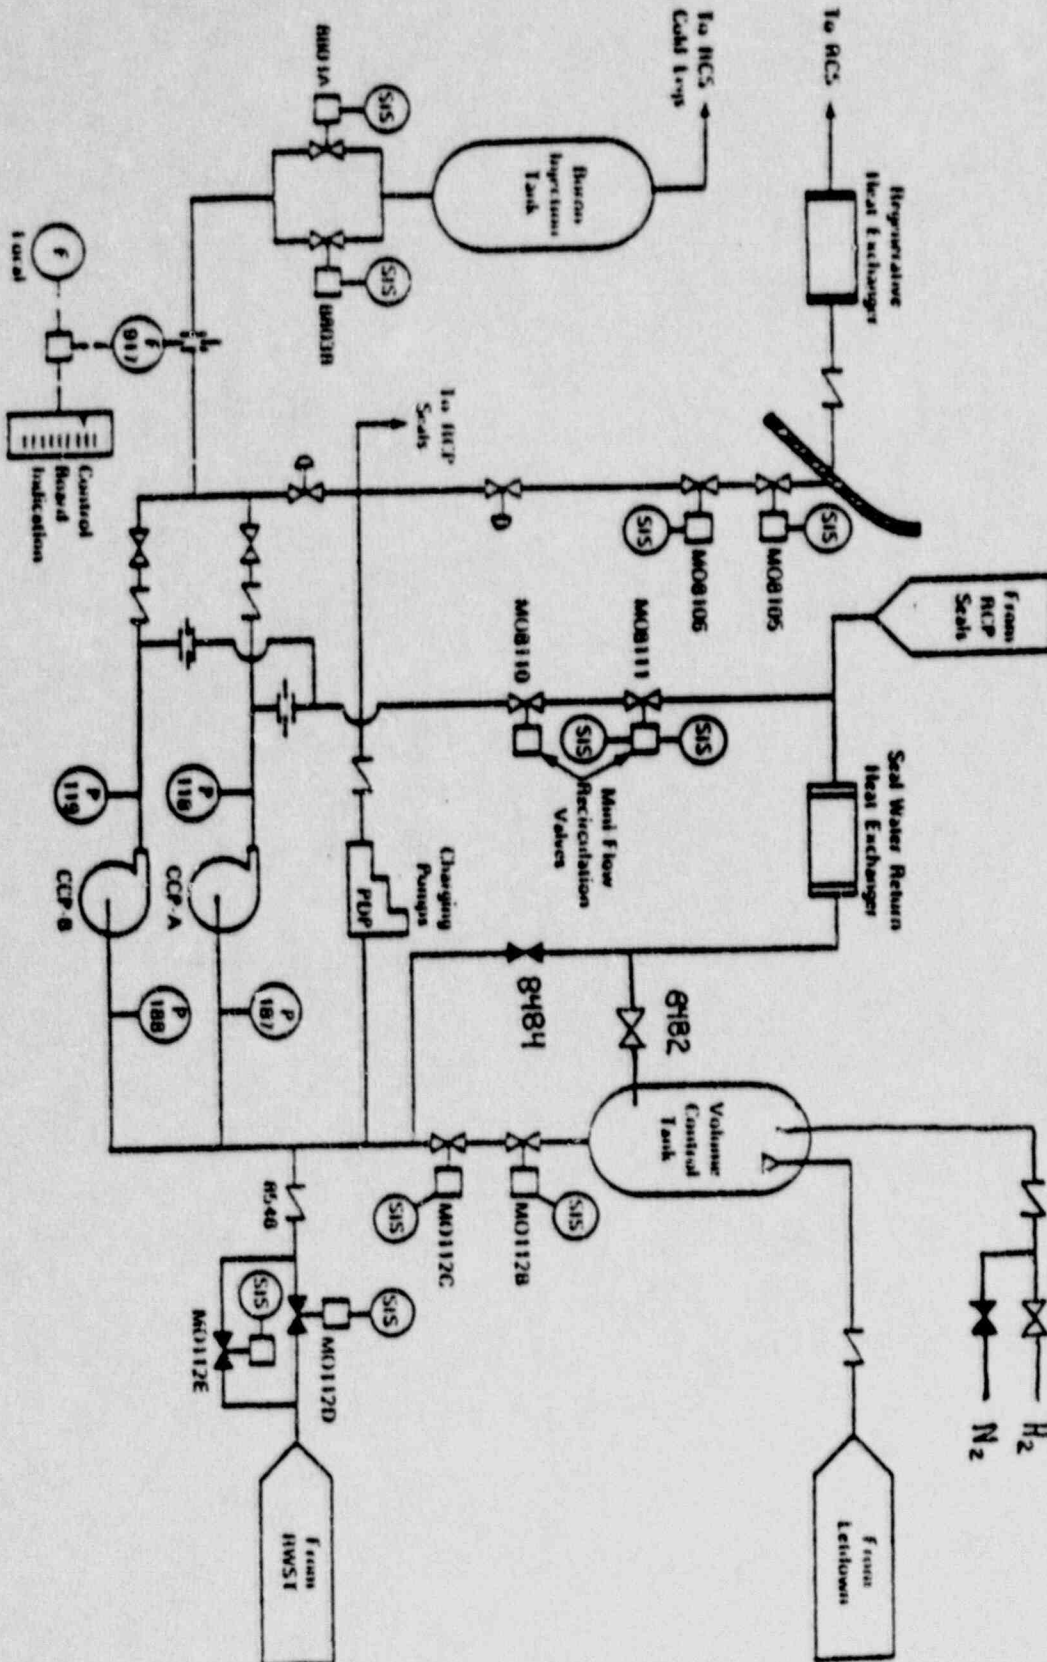 To RCS
Cold Legs
To RCS
Regenerative
Heat Exchanger
Boron
Injection
Tank
SIS
SIS
8803B
f
Local
f
917
Control
Board
Indication
To RCP
Seals
SIS
MO8106
SIS
MO8105
From
RCP
Seals
MO8110
MO8111
SIS
SIS
Mini Flow
Recirculation
Valves
Seal Water Return
Heat Exchanger
P
119
P
118
CCP-B
CCP-A
Charging
Pumps
PDP
P
188
P
187
8484
8482
Volume
Control
Tank
SIS
MO112C
SIS
MO112B
8546
SIS
MO112E
SIS
MO112D
From
RWST
From
Letdown
N2
H2